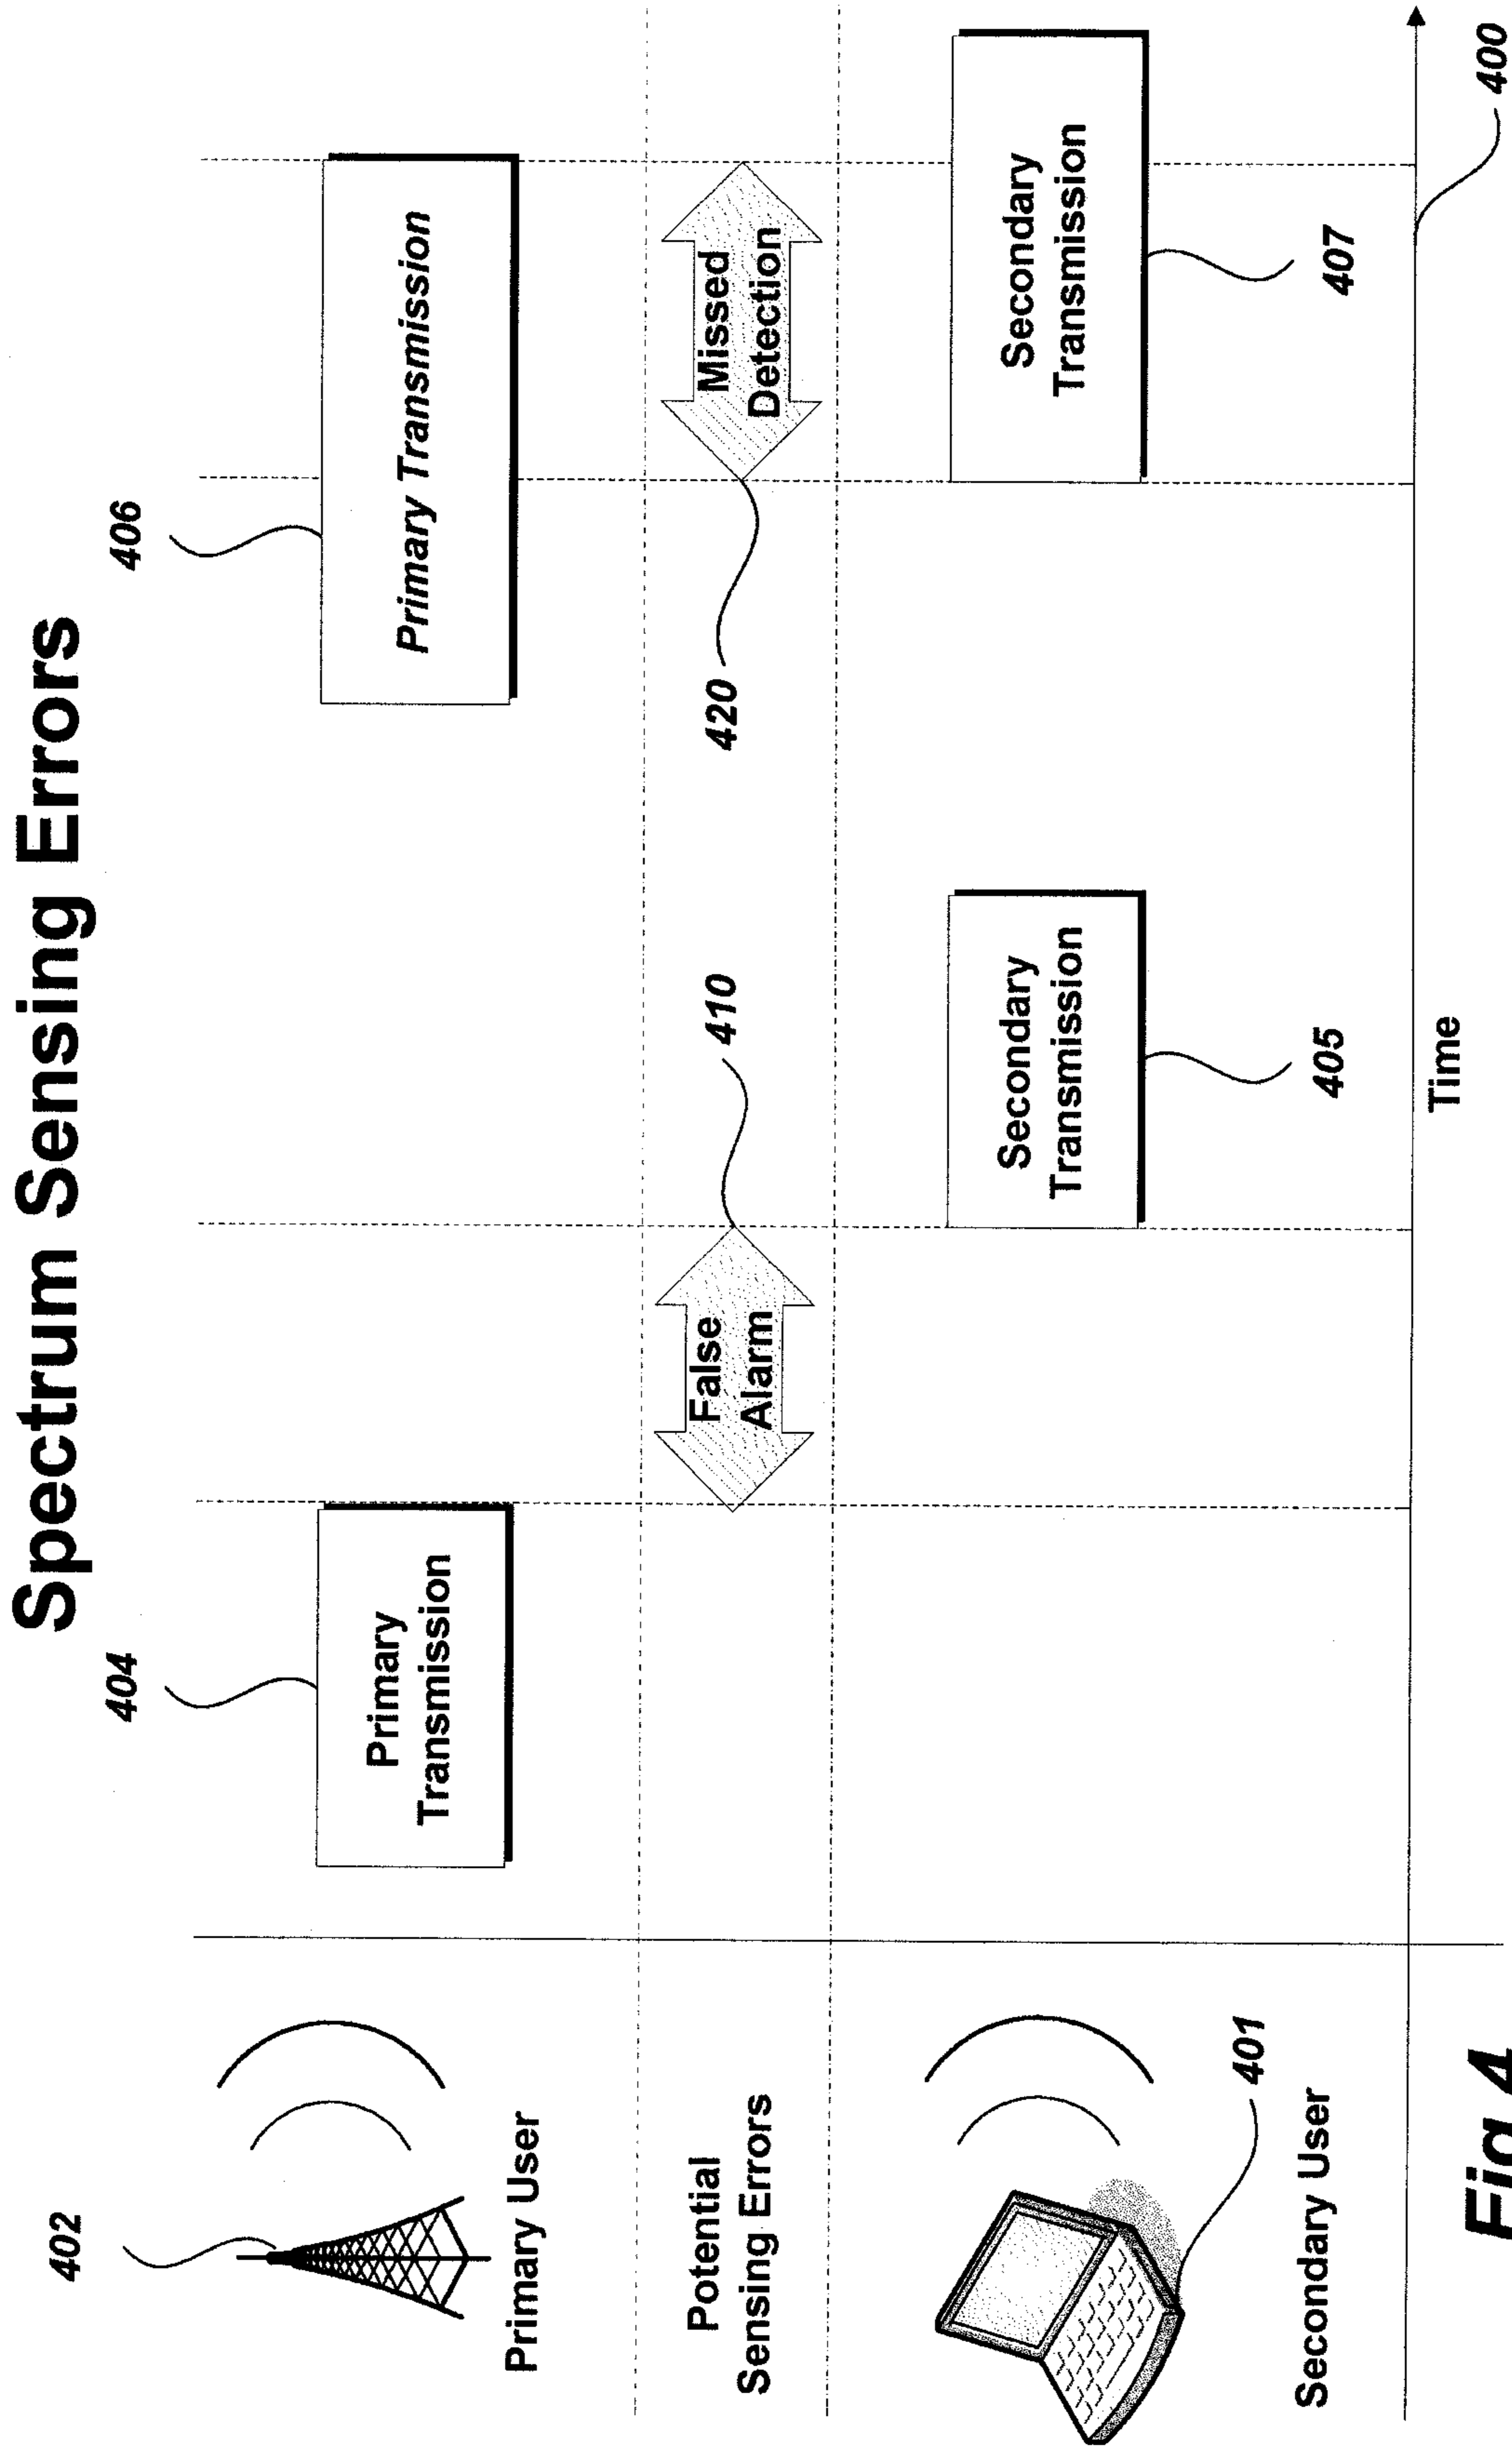 Spectrum Sensing Errors
402
404
406
Primary
Transmission
Primary Transmission
Primary User
410
420
Potential
Sensing Errors
False
Alarm
Missed
Detection
Secondary
Transmission
Secondary
Transmission
401
405
407
Secondary User
Time
400
Fig 4